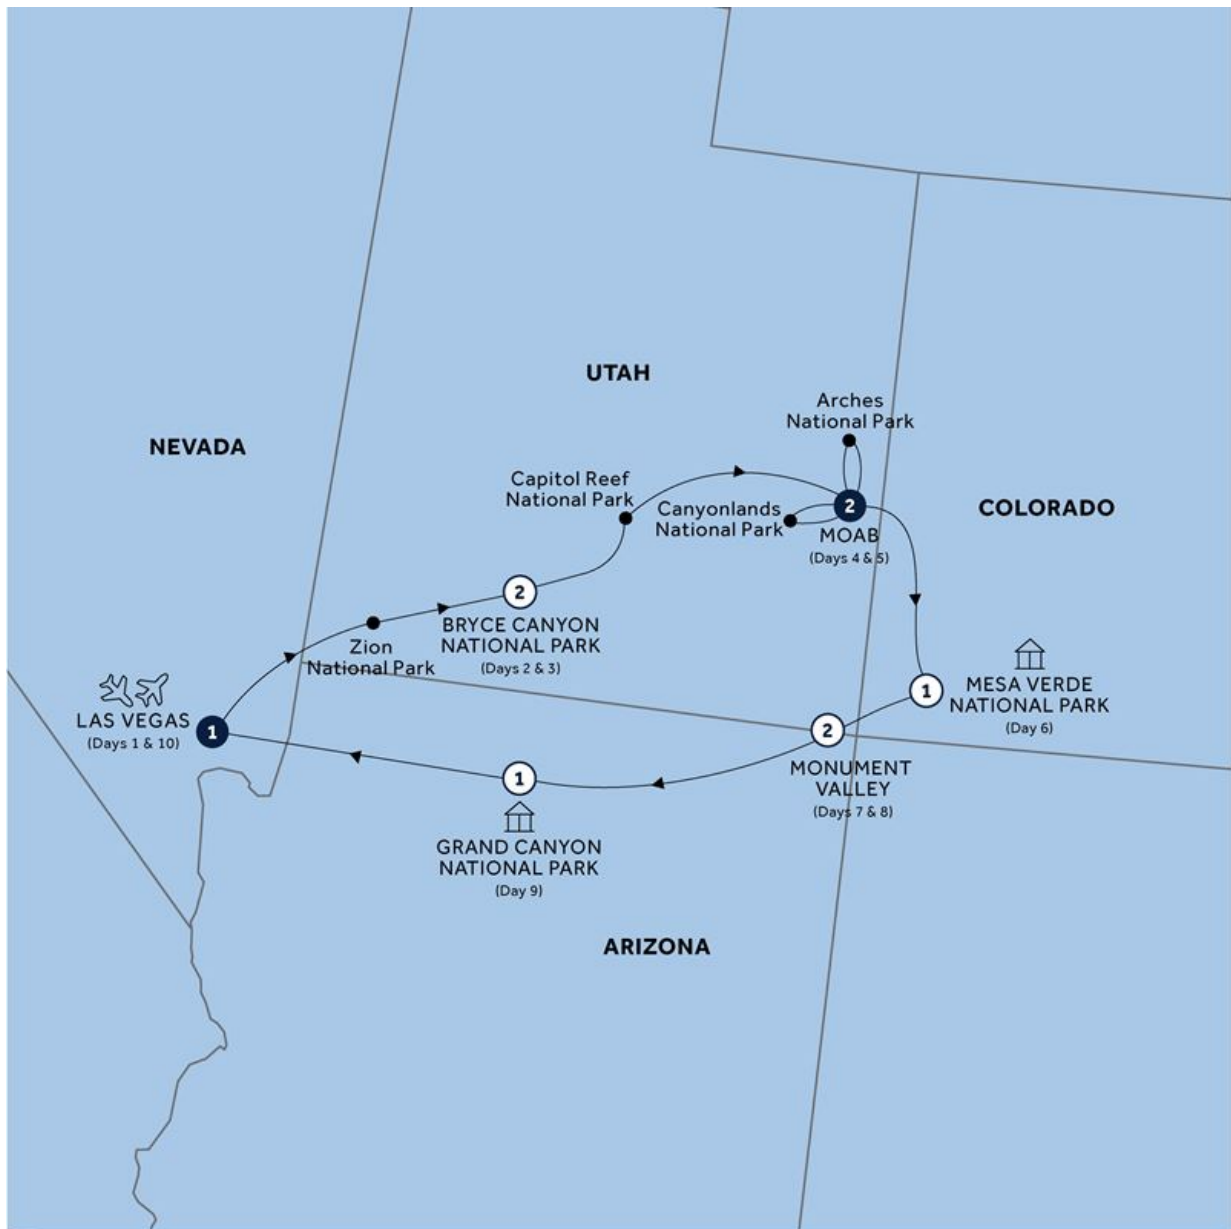 UTAH
Arches
National Park
NEVADA
Capitol Reef
National Park
Canyonlands
National Park
2
MOAB
(Days 4 & 5)
COLORADO
2
BRYCE CANYON
NATIONAL PARK
(Days 2 & 3)
Zion
National Park
LAS VEGAS
(Days 1 & 10)
1
1
MESA VERDE
NATIONAL PARK
(Day 6)
2
MONUMENT
VALLEY
(Days 7 & 8)
1
GRAND CANYON
NATIONAL PARK
(Day 9)
ARIZONA